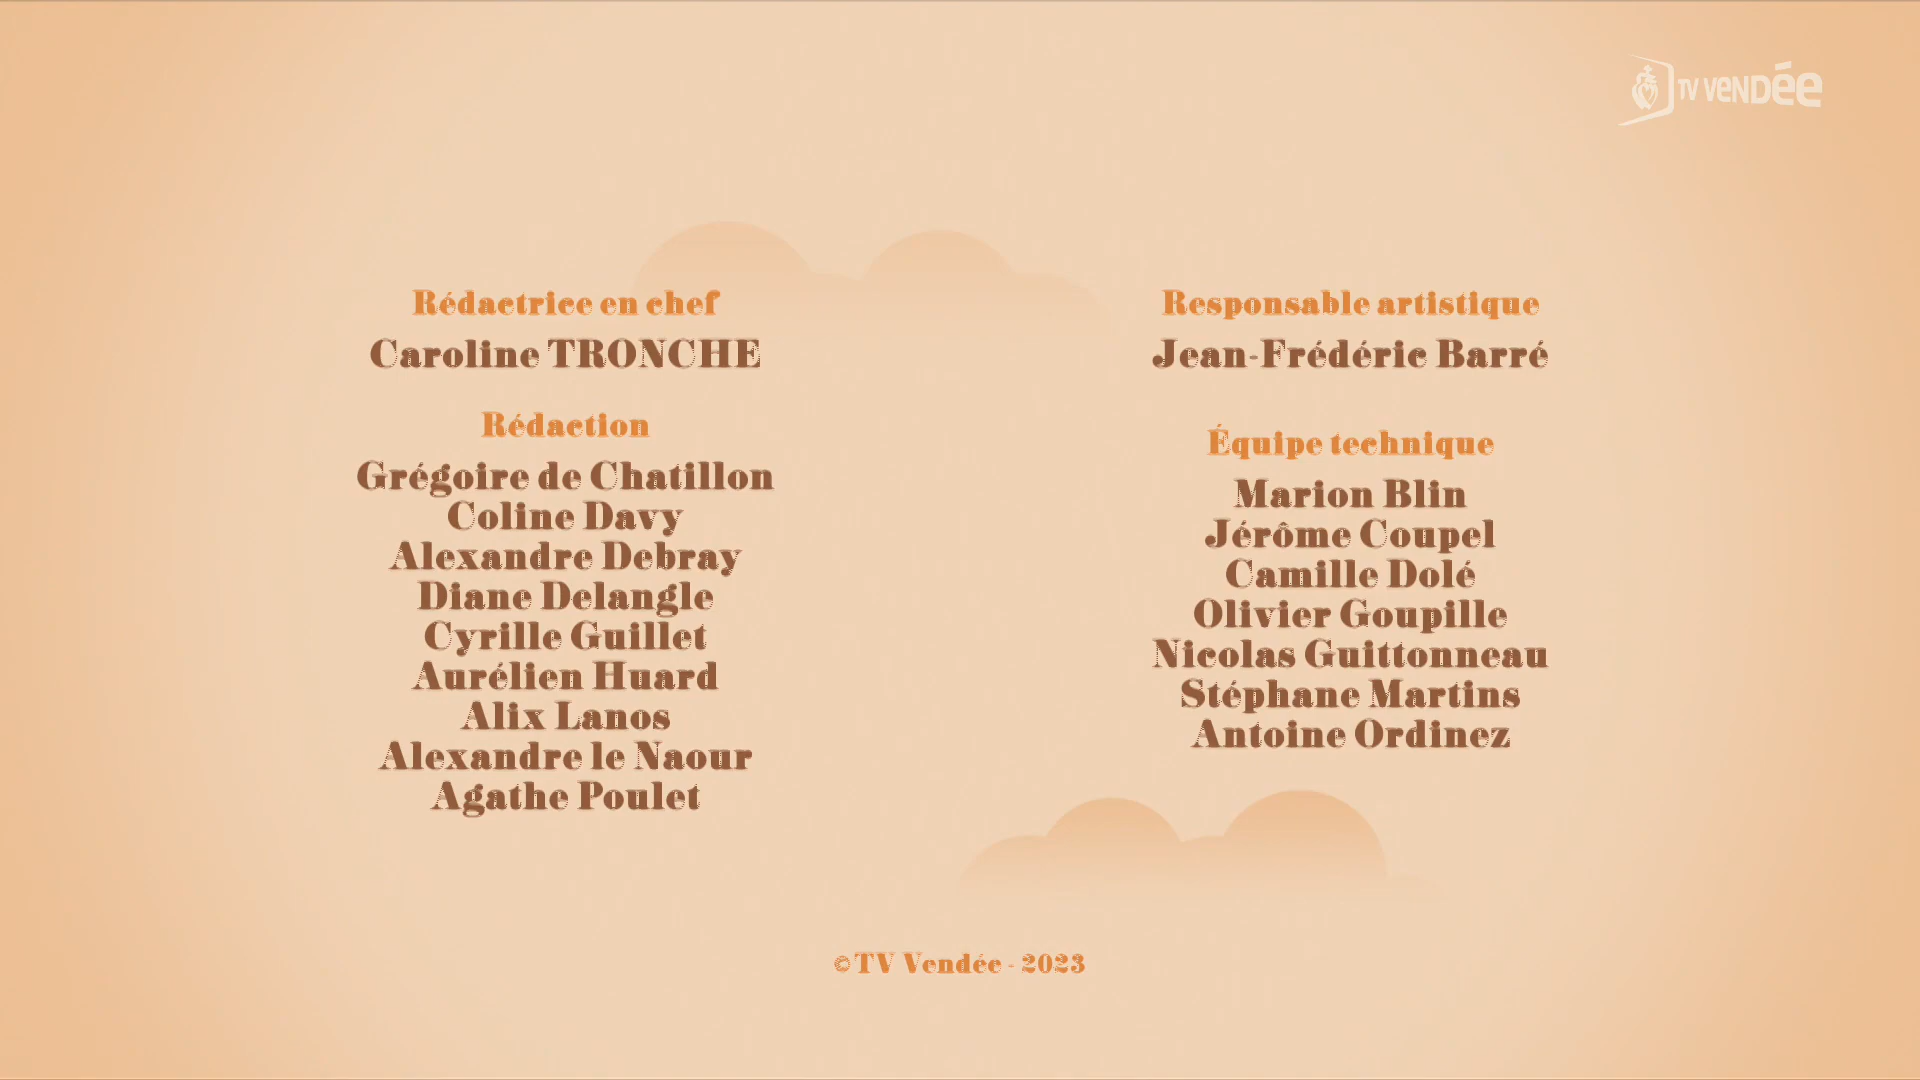 TV VENDÉE
Rédactrice en chef
Caroline TRONCHE
Rédaction
Grégoire de Chatillon
Coline Davy
Alexandre Debray
Diane Delangle
Cyrille Guillet
Aurélien Huard
Alix Lanos
Alexandre le Naour
Agathe Poulet
Responsable artistique
Jean-Frédéric Barré
Équipe technique
Marion Blin
Jérôme Coupel
Camille Dolé
Olivier Goupille
Nicolas Guittonneau
Stéphane Martins
Antoine Ordinez
©TV Vendée - 2023